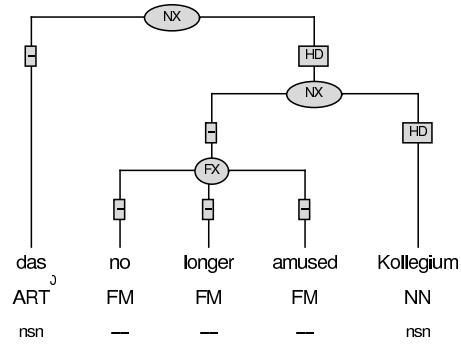 NX
- HD
NX
- HD
FX
- - -
das no longer amused Kollegium
ART FM FM FM NN
nsn -- -- -- nsn